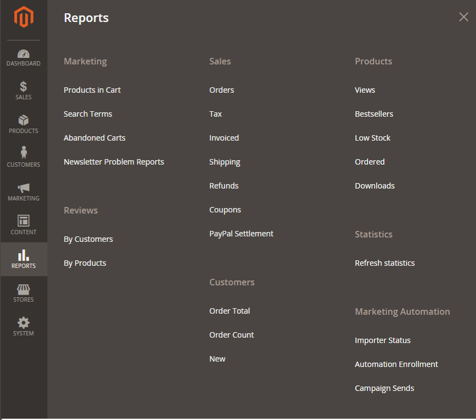 Reports
DASHBOARD
SALES
PRODUCTS
CUSTOMERS
MARKETING
CONTENT
REPORTS
STORES
SYSTEM
Marketing
Products in Cart
Search Terms
Abandoned Carts
Newsletter Problem Reports
Reviews
By Customers
By Products
Sales
Orders
Tax
Invoiced
Shipping
Refunds
Coupons
PayPal Settlement
Customers
Order Total
Order Count
New
Products
Views
Bestsellers
Low Stock
Ordered
Downloads
Statistics
Refresh statistics
Marketing Automation
Importer Status
Automation Enrollment
Campaign Sends